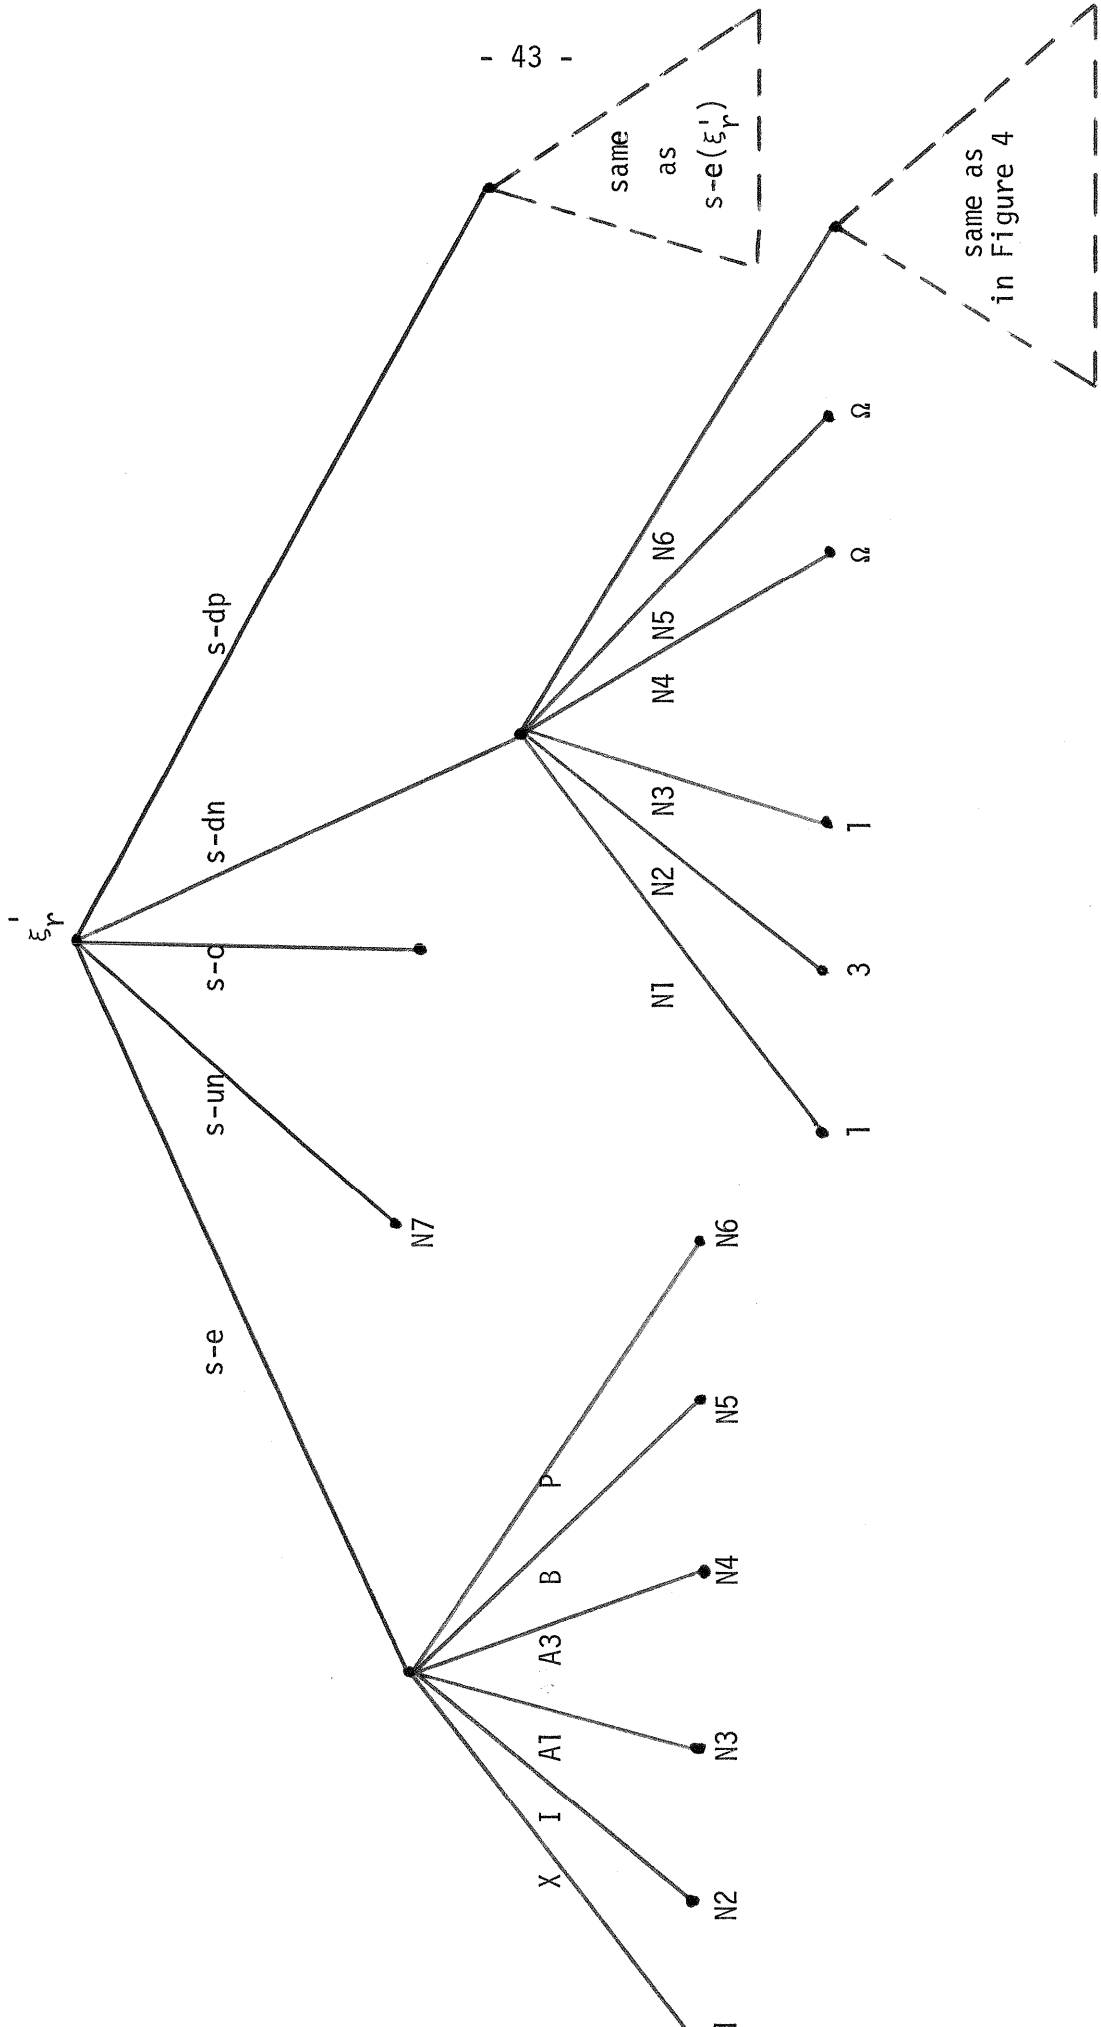 - 43 -
ξ'r
s-e
s-un
s-c
s-dn
s-dp
N7
same
as
s-e(ξ'r)
X
I
A1
A3
B
P
N2
N3
N4
N5
N6
N1
N2
N3
N4
N5
N6
1
3
1
Ω
Ω
same as
in Figure 4